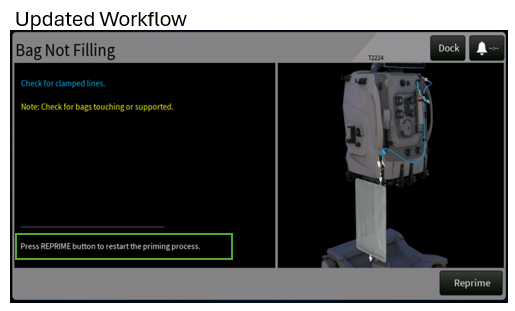 Updated Workflow
Bag Not Filling
Dock
--:--
T2224
Check for clamped lines.
Note: Check for bags touching or supported.
Press REPRIME button to restart the priming process.
Reprime